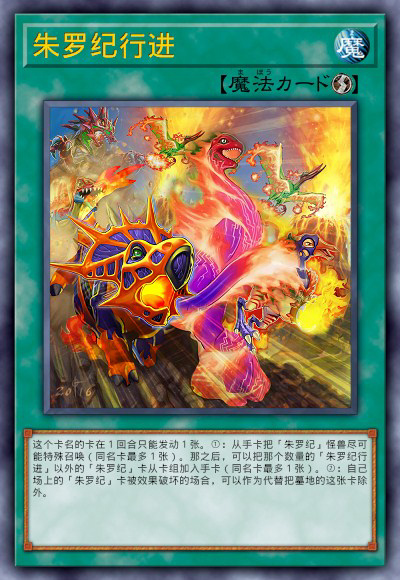 朱罗纪行进
魔
まほう
【魔法カード】
2016
这个卡名的卡在1回合只能发动1张。①：从手卡把「朱罗纪」怪兽尽可
能特殊召唤（同名卡最多1张）。那之后，可以把那个数量的「朱罗纪行
进」以外的「朱罗纪」卡从卡组加入手卡（同名卡最多1张）。②：自己
场上的「朱罗纪」卡被效果破坏的场合，可以作为代替把墓地的这张卡除
外。